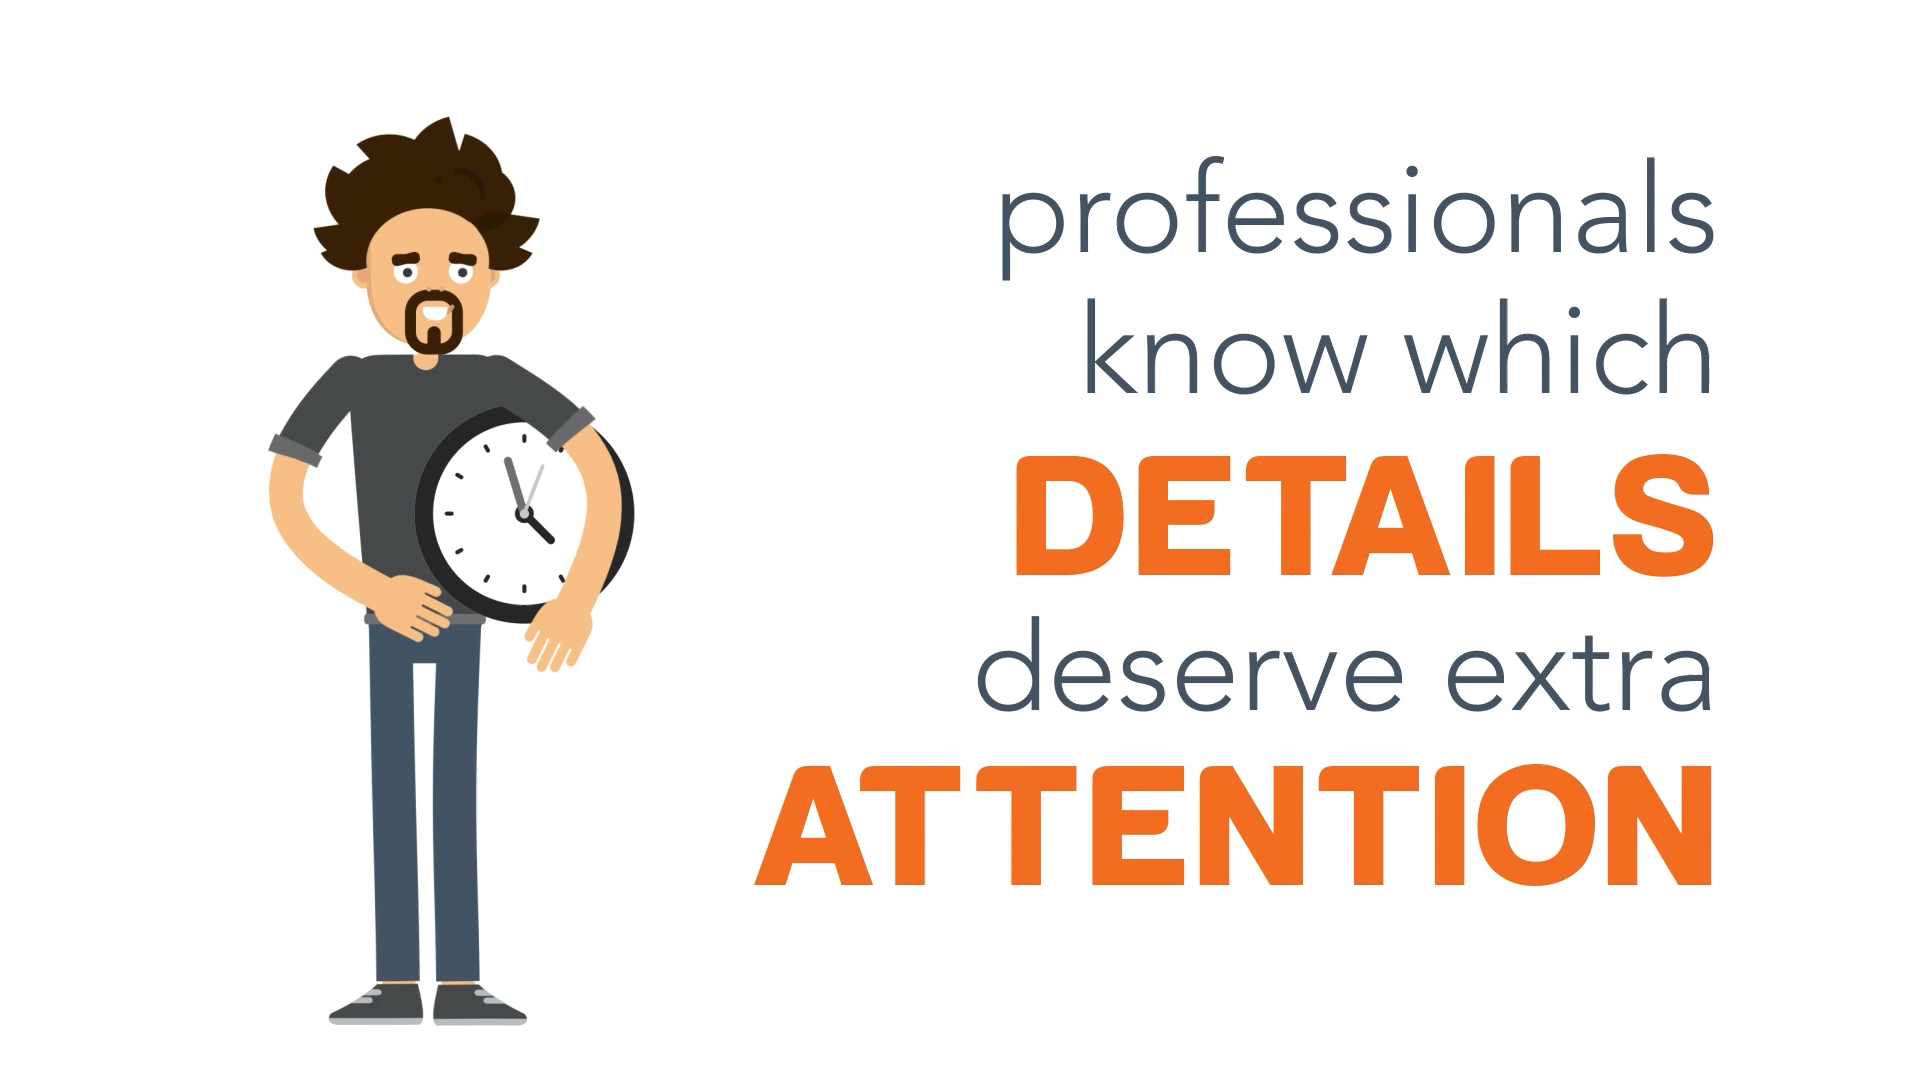 professionals
know which
DETAILS
deserve extra
ATTENTION